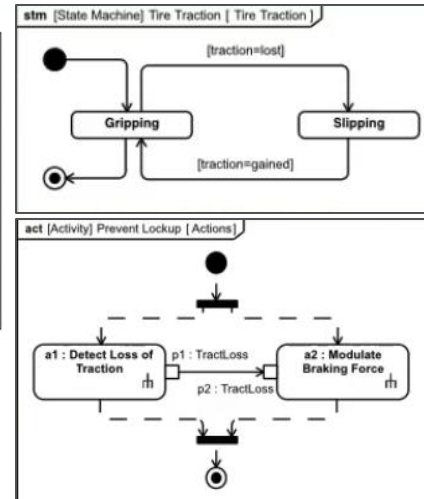 stm [State Machine] Tire Traction [ Tire Traction ]
[traction=lost]
Gripping
Slipping
[traction=gained]
act [Activity] Prevent Lockup [ Actions]
a1 : Detect Loss of
Traction
p1 : TractLoss
p2 : TractLoss
a2 : Modulate
Braking Force